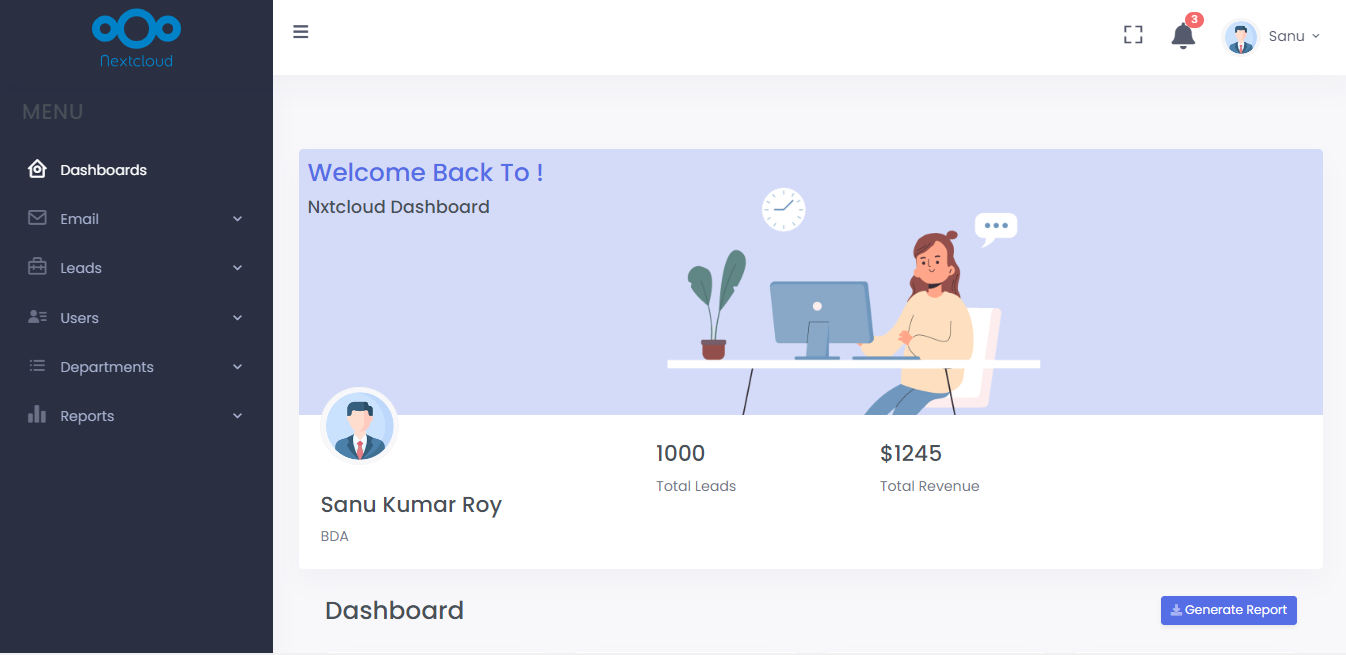 Nextcloud
MENU
Dashboards
Email
Leads
Users
Departments
Reports
3
Sanu
Welcome Back To !
Nxtcloud Dashboard
Sanu Kumar Roy
BDA
1000
Total Leads
$1245
Total Revenue
Dashboard
Generate Report